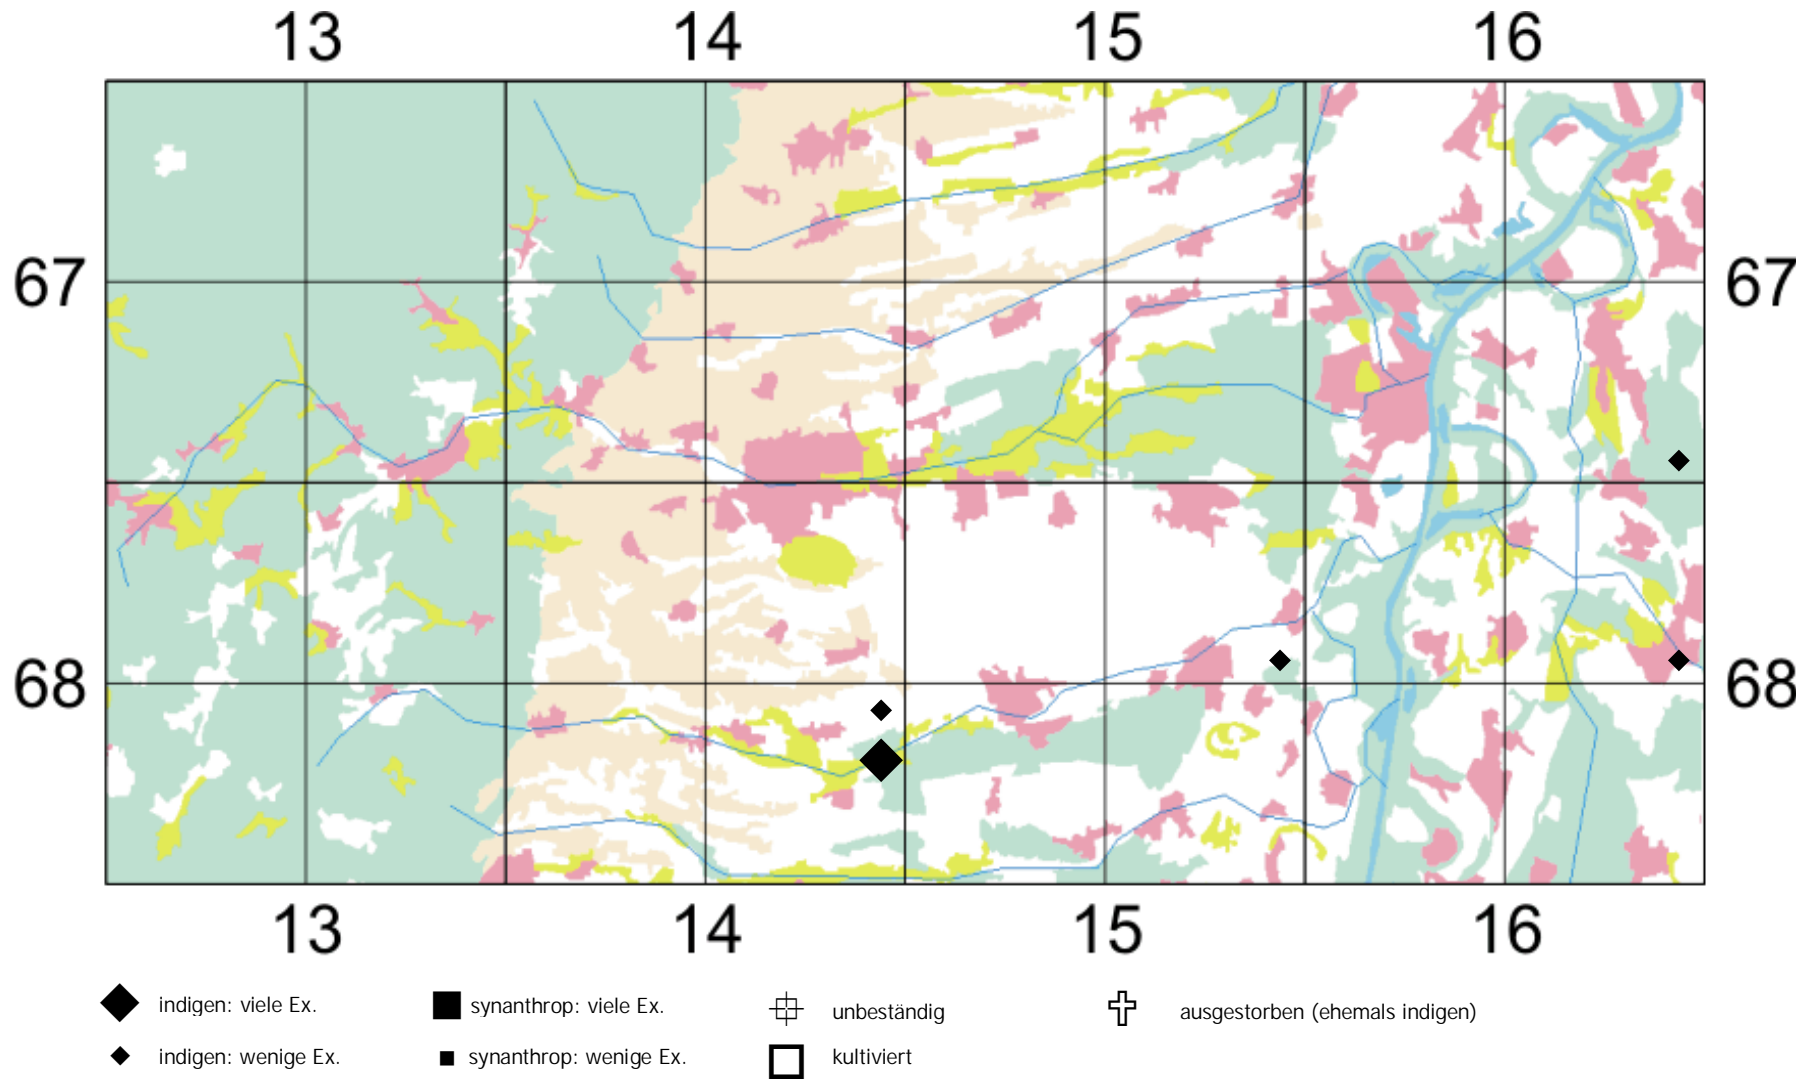 13 14 15 16
67 67
68 68
13 14 15 16
indigen: viele Ex. synanthrop: viele Ex. unbeständig ausgestorben (ehemals indigen)
indigen: wenige Ex. synanthrop: wenige Ex. kultiviert